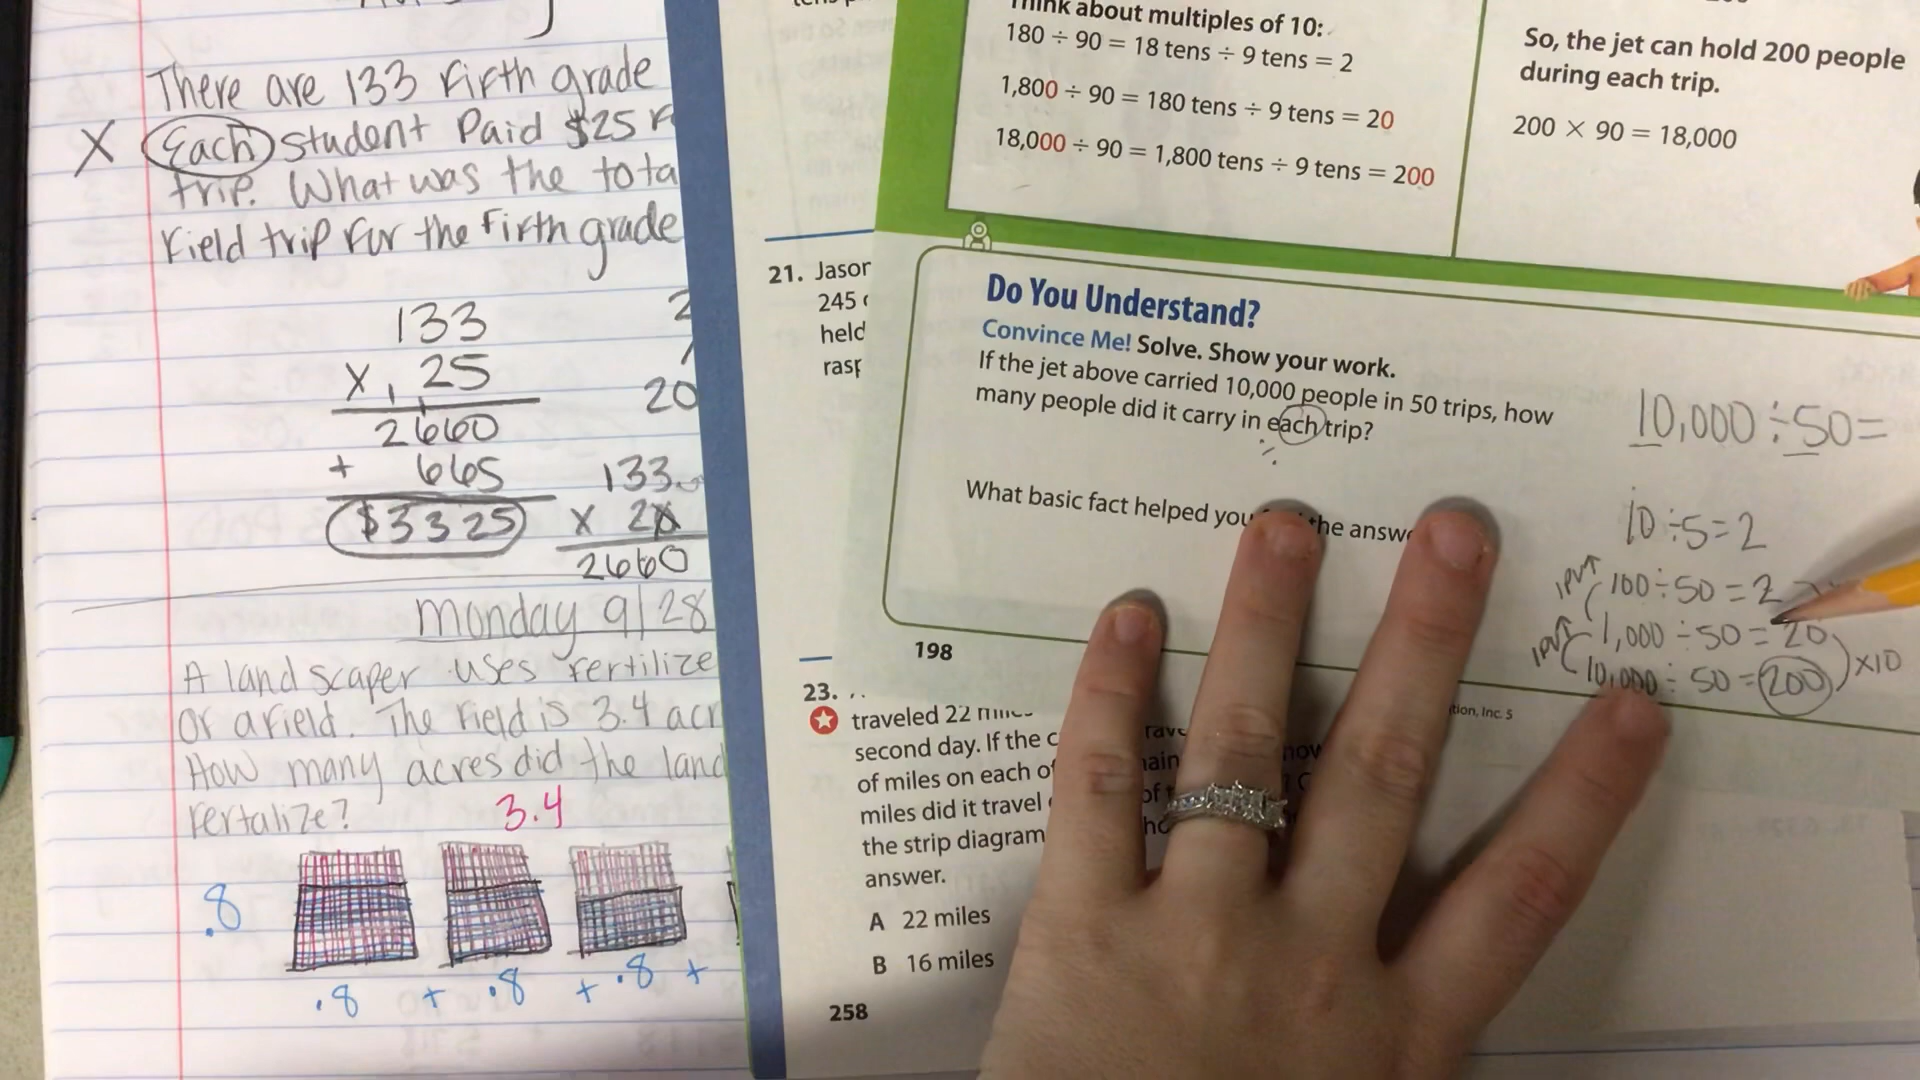 There are 133 Fifth grade
X Each student Paid $25 F
trip. What was the tota
Field trip for the Fifth grade
133
X 25
2660
+ 665
$3325
2
20
133
X 20
2660
monday 9/28
A landscaper uses fertilize
or a field. The Field is 3.4 acr
How many acres did the land
fertalize?
3.4
.8
.8 + .8 + .8 +
21. Jason
245
held
rasp
23.
traveled 22 miles
second day. If the c
of miles on each of
miles did it travel
the strip diagram
answer.
A 22 miles
B 16 miles
258
Think about multiples of 10:
180 ÷ 90 = 18 tens ÷ 9 tens = 2
1,800 ÷ 90 = 180 tens ÷ 9 tens = 20
18,000 ÷ 90 = 1,800 tens ÷ 9 tens = 200
So, the jet can hold 200 people
during each trip.
200 × 90 = 18,000
Do You Understand?
Convince Me! Solve. Show your work.
If the jet above carried 10,000 people in 50 trips, how
many people did it carry in each trip?
What basic fact helped you the answ
198
tion, Inc. 5
10,000 ÷ 50 =
10 ÷ 5 = 2
1PV↑ 100 ÷ 50 = 2
1PV↑ 1,000 ÷ 50 = 20
10,000 ÷ 50 = 200 x10